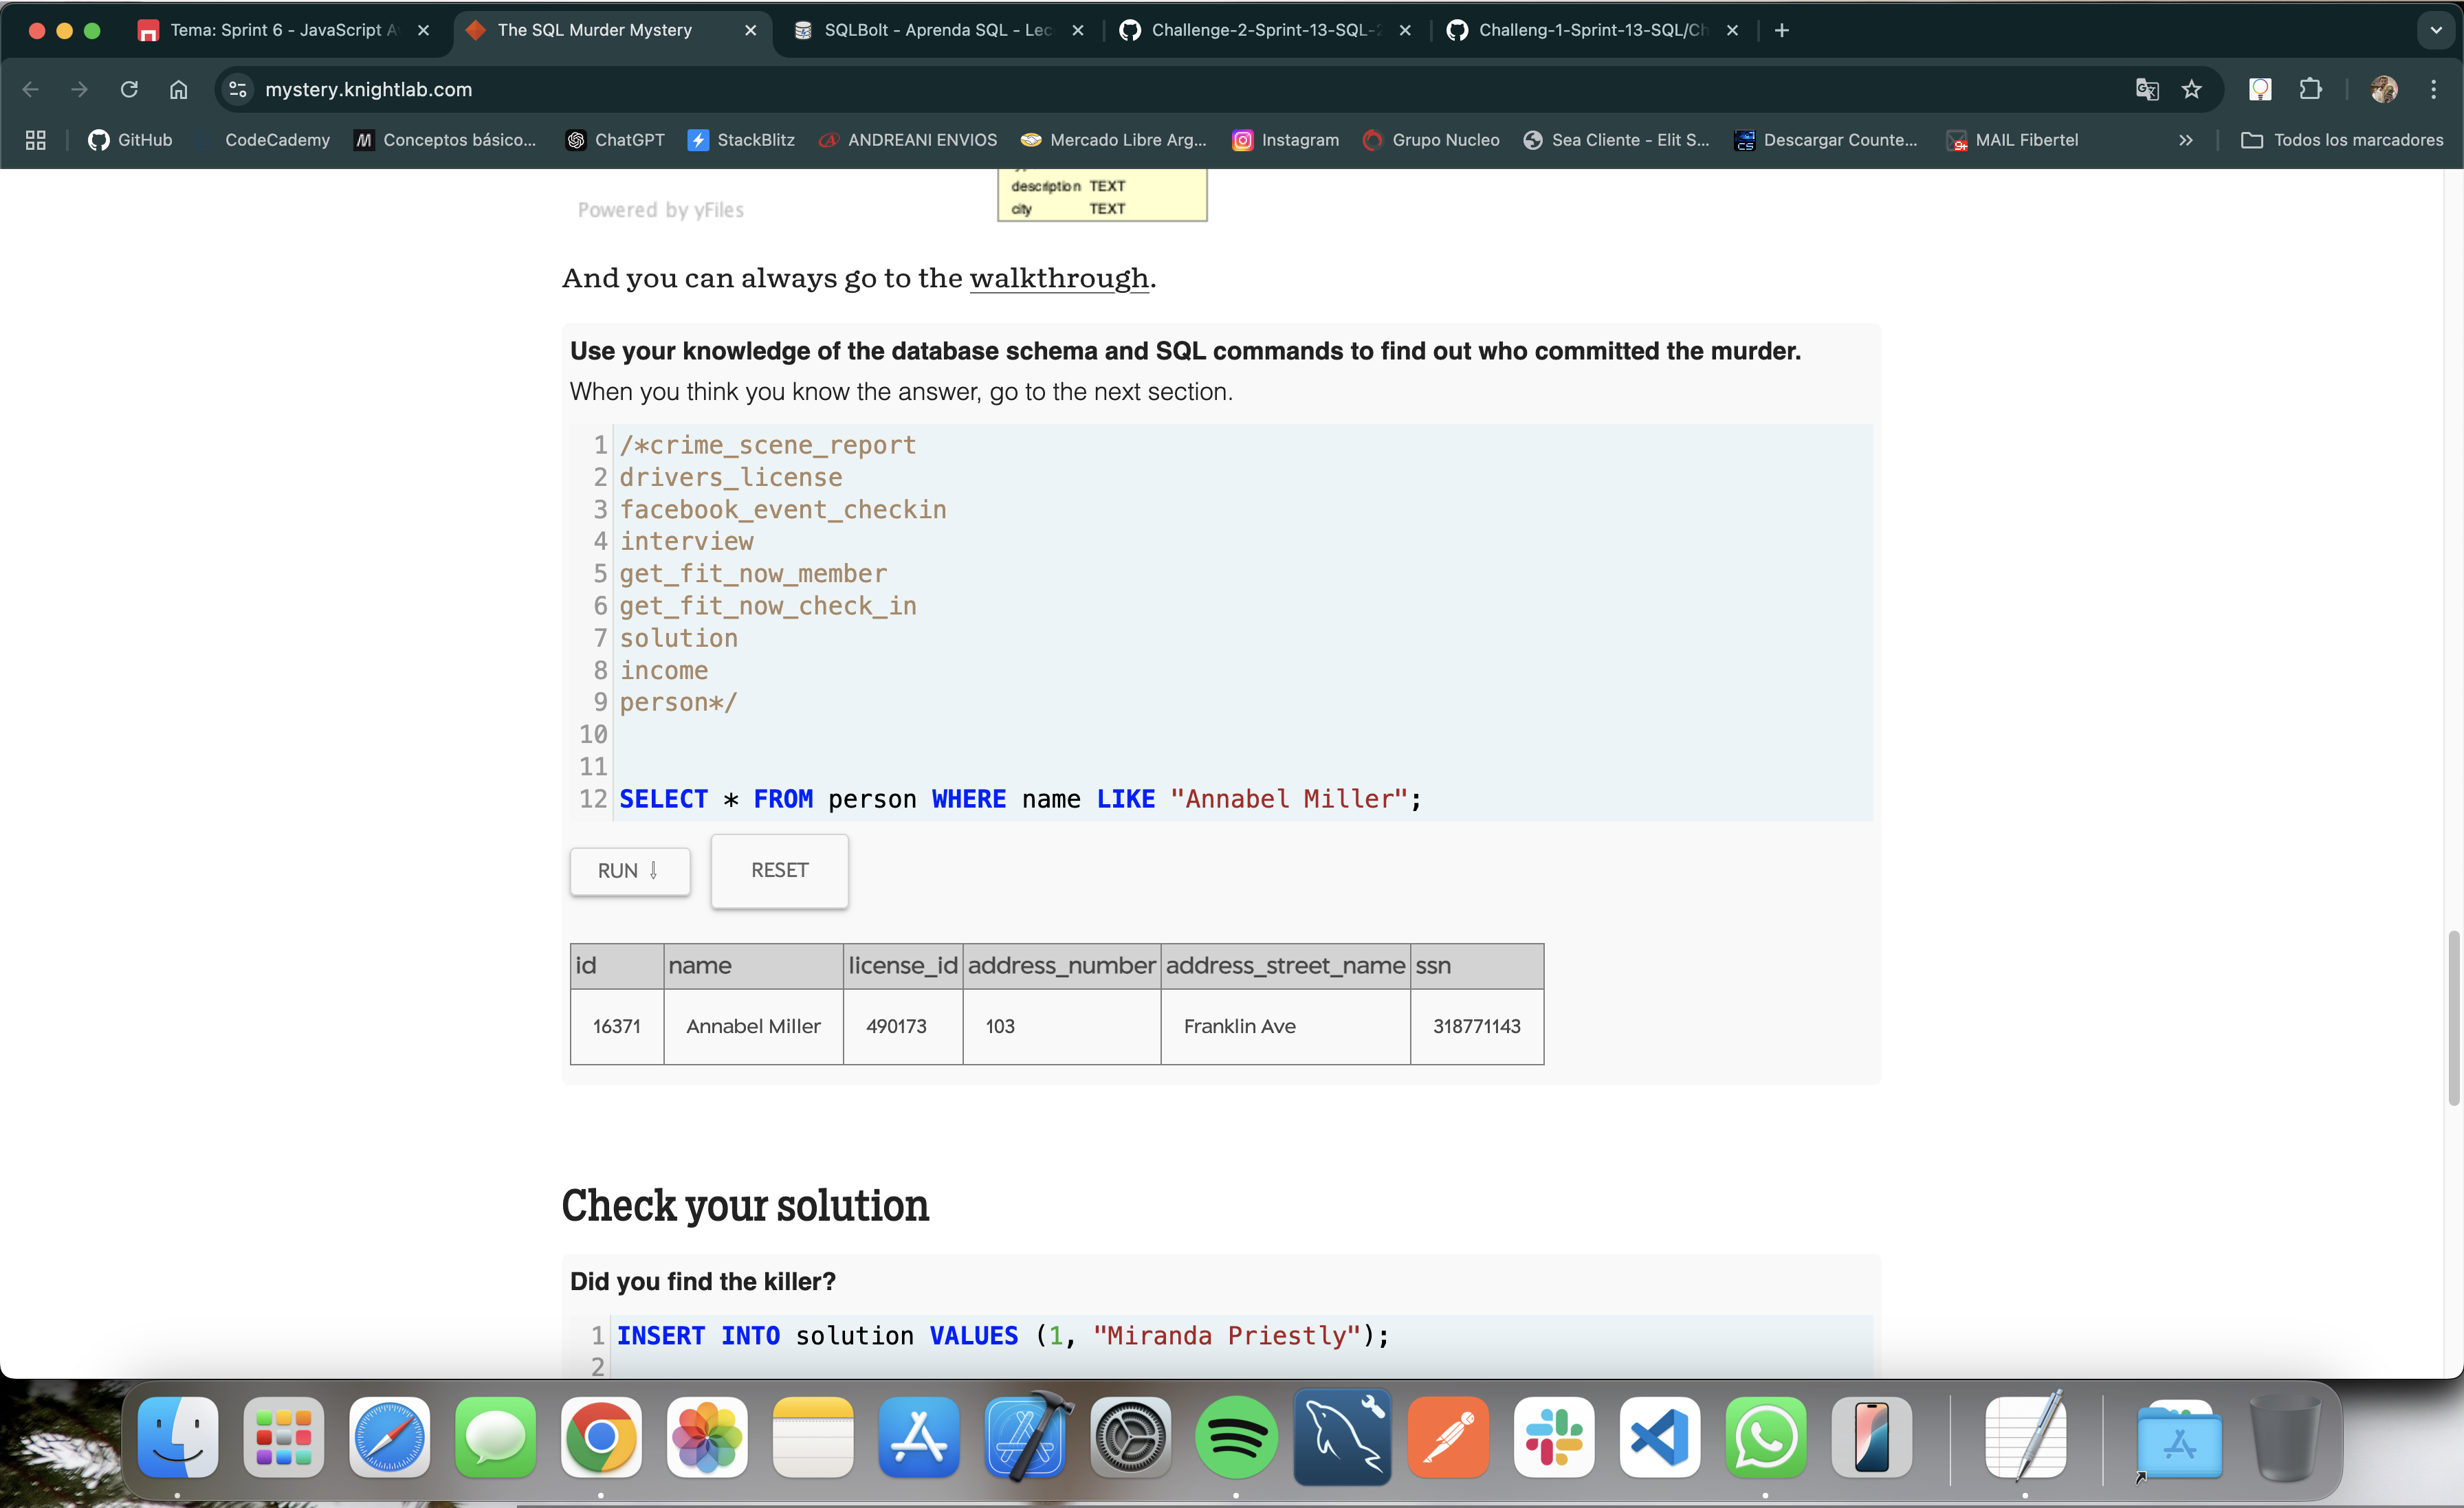 Tema: Sprint 6 - JavaScript A
The SQL Murder Mystery
SQLBolt - Aprenda SQL - Lec
Challenge-2-Sprint-13-SQL-
Challeng-1-Sprint-13-SQL/Ch
mystery.knightlab.com
GitHub
CodeCademy
Conceptos básico...
ChatGPT
StackBlitz
ANDREANI ENVIOS
Mercado Libre Arg...
Instagram
Grupo Nucleo
Sea Cliente - Elit S...
Descargar Counte...
MAIL Fibertel
Todos los marcadores
description TEXT
city TEXT
Powered by yFiles
And you can always go to the walkthrough.
Use your knowledge of the database schema and SQL commands to find out who committed the murder.
When you think you know the answer, go to the next section.
1 /*crime_scene_report
2 drivers_license
3 facebook_event_checkin
4 interview
5 get_fit_now_member
6 get_fit_now_check_in
7 solution
8 income
9 person*/
10
11
12 SELECT * FROM person WHERE name LIKE "Annabel Miller";
RUN ⇩
RESET
id name license_id address_number address_street_name ssn
16371 Annabel Miller 490173 103 Franklin Ave 318771143
Check your solution
Did you find the killer?
1 INSERT INTO solution VALUES (1, "Miranda Priestly");
2